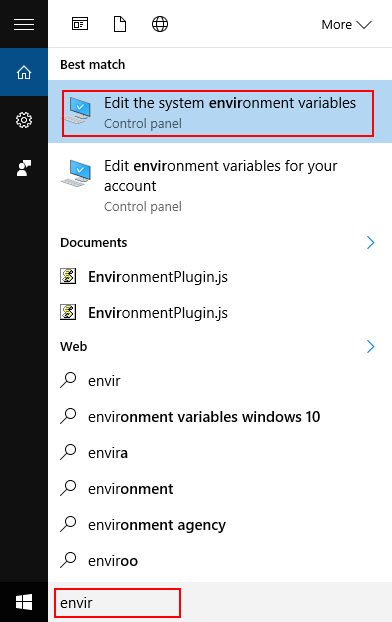 More
Best match
Edit the system environment variables
Control panel
Edit environment variables for your
account
Control panel
Documents
EnvironmentPlugin.js
EnvironmentPlugin.js
Web
envir
environment variables windows 10
envira
environment
environment agency
enviroo
envir